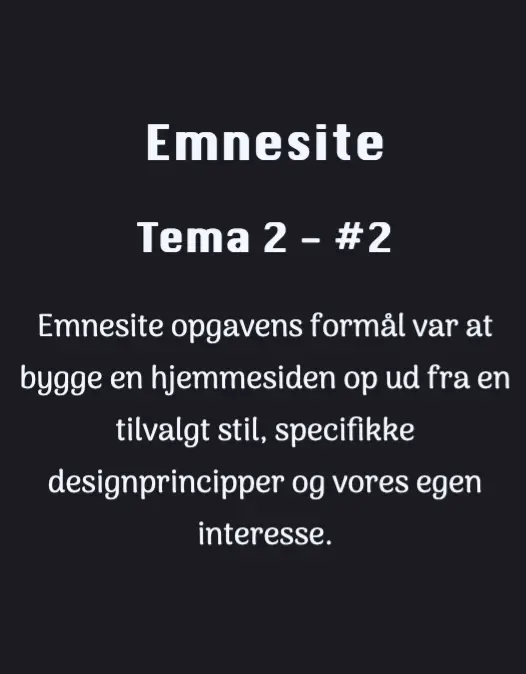 Emnesite
Tema 2 – #2
Emnesite opgavens formål var at
bygge en hjemmesiden op ud fra en
tilvalgt stil, specifikke
designprincipper og vores egen
interesse.